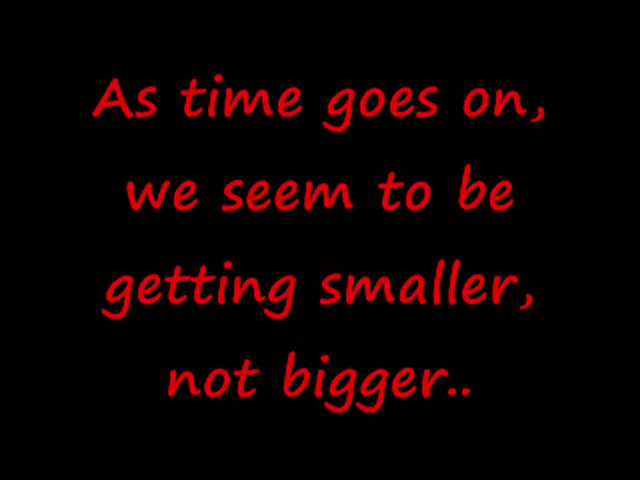 As time goes on,
we seem to be
getting smaller,
not bigger..